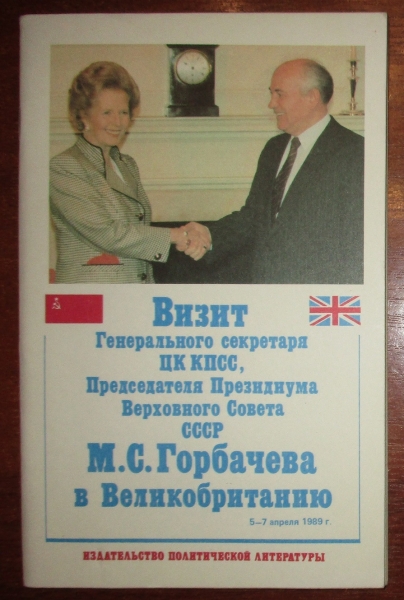 Визит
Генерального секретаря
ЦК КПСС,
Председателя Президиума
Верховного Совета
СССР
М.С.Горбачева
в Великобританию
5—7 апреля 1989 г.
ИЗДАТЕЛЬСТВО ПОЛИТИЧЕСКОЙ ЛИТЕРАТУРЫ